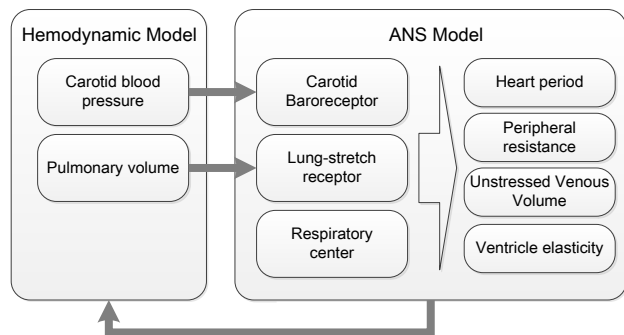 Hemodynamic Model
Carotid blood
pressure
Pulmonary volume
ANS Model
Carotid
Baroreceptor
Lung-stretch
receptor
Respiratory
center
Heart period
Peripheral
resistance
Unstressed Venous
Volume
Ventricle elasticity